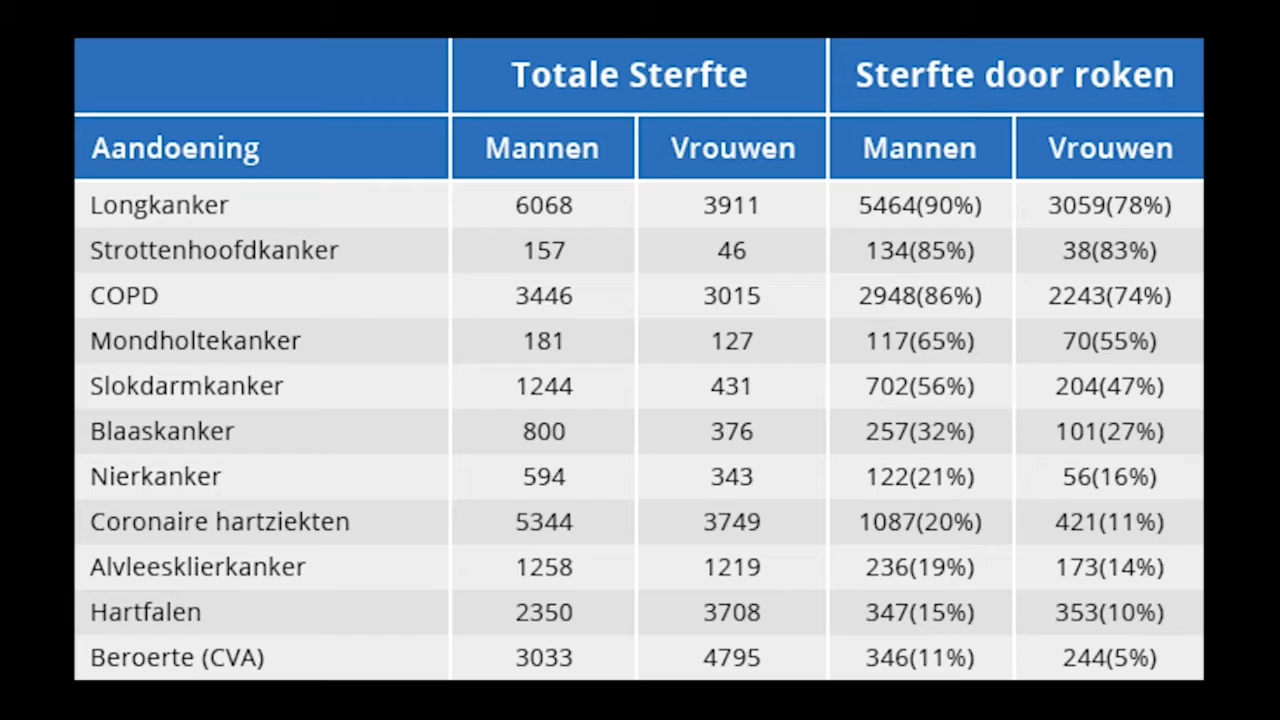 Totale Sterfte Sterfte door roken
Aandoening Mannen Vrouwen Mannen Vrouwen
Longkanker 6068 3911 5464(90%) 3059(78%)
Strottenhoofdkanker 157 46 134(85%) 38(83%)
COPD 3446 3015 2948(86%) 2243(74%)
Mondholtekanker 181 127 117(65%) 70(55%)
Slokdarmkanker 1244 431 702(56%) 204(47%)
Blaaskanker 800 376 257(32%) 101(27%)
Nierkanker 594 343 122(21%) 56(16%)
Coronaire hartziekten 5344 3749 1087(20%) 421(11%)
Alvleesklierkanker 1258 1219 236(19%) 173(14%)
Hartfalen 2350 3708 347(15%) 353(10%)
Beroerte (CVA) 3033 4795 346(11%) 244(5%)